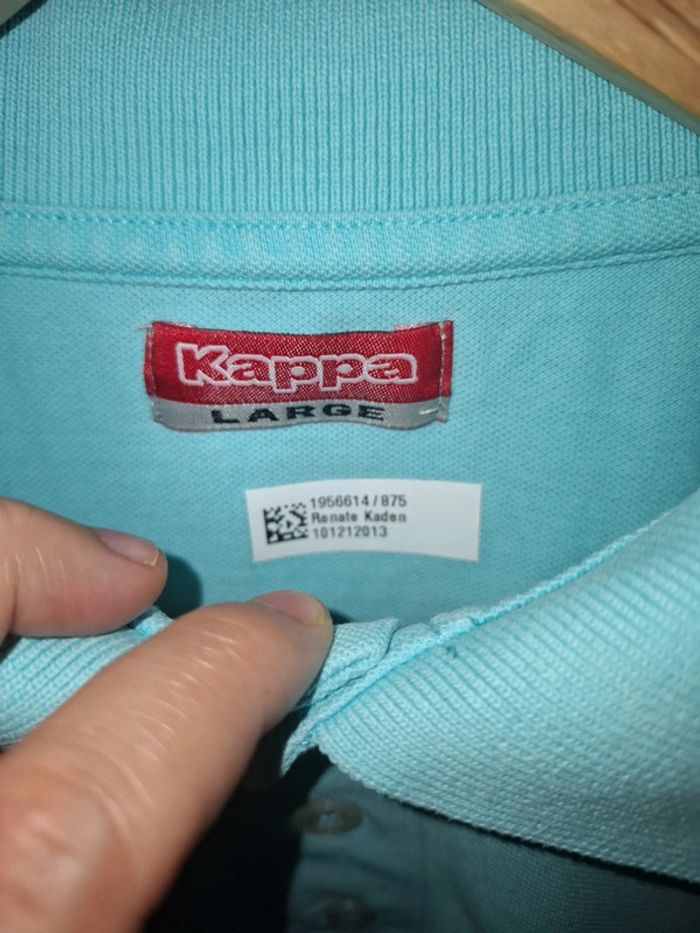 Kappa
LARGE
1956614/875
Renate Kaden
101212013